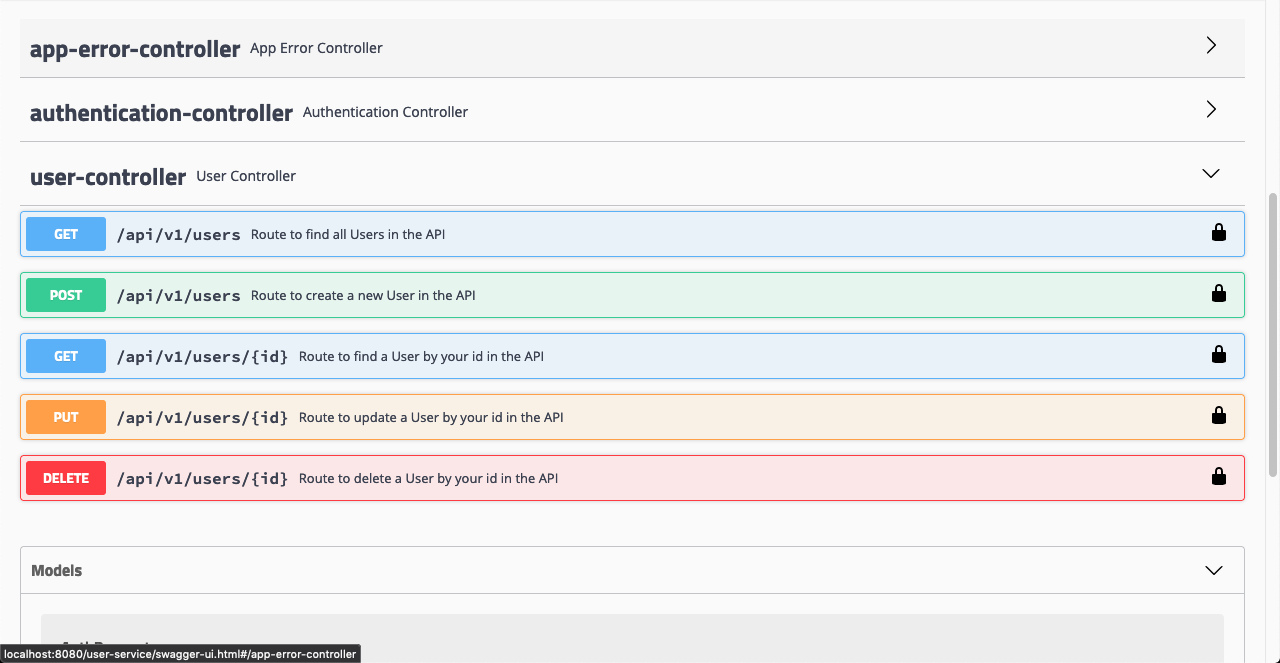 app-error-controller App Error Controller
authentication-controller Authentication Controller
user-controller User Controller
GET /api/v1/users Route to find all Users in the API
POST /api/v1/users Route to create a new User in the API
GET /api/v1/users/{id} Route to find a User by your id in the API
PUT /api/v1/users/{id} Route to update a User by your id in the API
DELETE /api/v1/users/{id} Route to delete a User by your id in the API
Models
localhost:8080/user-service/swagger-ui.html#/app-error-controller